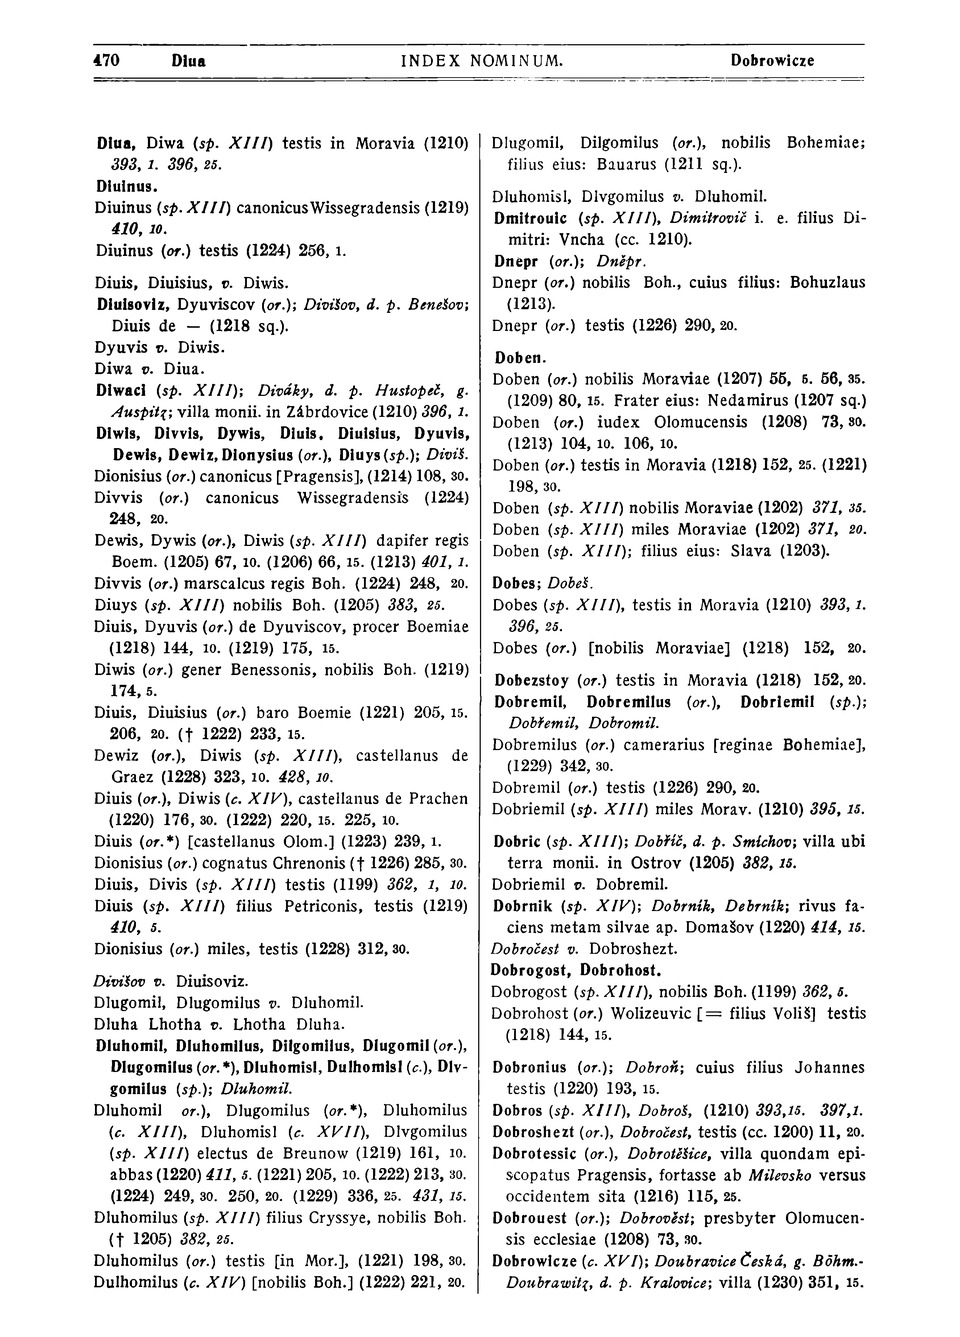 470 Diua INDEX NOMINUM. Dobrowicze
Diua, Diwa (sp. XIII) testis in Moravia (1210)
393, 1. 396, 25.
Diuinus.
Diuinus (sp. XIII) canonicus Wissegradensis (1219)
410, 10.
Diuinus (or.) testis (1224) 256, 1.
Diuis, Diuisius, v. Diwis.
Diuisoviz, Dyuviscov (or.); Divišov, d. p. Benešov;
Diuis de — (1218 sq.).
Dyuvis v. Diwis.
Diwa v. Diua.
Diwaci (sp. XIII); Diváky, d. p. Hustopeč, g.
Auspitz; villa monii. in Zábrdovice (1210) 396, 1.
Diwis, Divvis, Dywis, Diuis, Diuisius, Dyuvis,
Dewis, Dewiz, Dionysius (or.), Diuys (sp.); Diviš.
Dionisius (or.) canonicus [Pragensis], (1214) 108, 30.
Divvis (or.) canonicus Wissegradensis (1224)
248, 20.
Dewis, Dywis (or.), Diwis (sp. XIII) dapifer regis
Boem. (1205) 67, 10. (1206) 66, 15. (1213) 401, 1.
Divvis (or.) marscalcus regis Boh. (1224) 248, 20.
Diuys (sp. XIII) nobilis Boh. (1205) 383, 25.
Diuis, Dyuvis (or.) de Dyuviscov, procer Boemiae
(1218) 144, 10. (1219) 175, 15.
Diwis (or.) gener Benessonis, nobilis Boh. (1219)
174, 5.
Diuis, Diuisius (or.) baro Boemie (1221) 205, 15.
206, 20. († 1222) 233, 15.
Dewiz (or.), Diwis (sp. XIII), castellanus de
Graez (1228) 323, 10. 428, 10.
Diuis (or.), Diwis (c. XIV), castellanus de Prachen
(1220) 176, 30. (1222) 220, 15. 225, 10.
Diuis (or.*) [castellanus Olom.] (1223) 239, 1.
Dionisius (or.) cognatus Chrenonis († 1226) 285, 30.
Diuis, Divis (sp. XIII) testis (1199) 362, 1, 10.
Diuis (sp. XIII) filius Petriconis, testis (1219)
410, 5.
Dionisius (or.) miles, testis (1228) 312, 30.
Divišov v. Diuisoviz.
Dlugomil, Dlugomilus v. Dluhomil.
Dluha Lhotha v. Lhotha Dluha.
Dluhomil, Dluhomilus, Dilgomilus, Dlugomil (or.),
Dlugomilus (or.*), Dluhomisl, Dulhomisl (c.), Dlv-
gomilus (sp.); Dluhomil.
Dluhomil or.), Dlugomilus (or.*), Dluhomilus
(c. XIII), Dluhomisl (c. XVII), Dlvgomilus
(sp. XIII) electus de Breunow (1219) 161, 10.
abbas (1220) 411, 5. (1221) 205, 10. (1222) 213, 30.
(1224) 249, 30. 250, 20. (1229) 336, 25. 431, 15.
Dluhomilus (sp. XIII) filius Cryssye, nobilis Boh.
(† 1205) 382, 25.
Dluhomilus (or.) testis [in Mor.], (1221) 198, 30.
Dulhomilus (c. XIV) [nobilis Boh.] (1222) 221, 20.
Dlugomil, Dilgomilus (or.), nobilis Bohemiae;
filius eius: Bauarus (1211 sq.).
Dluhomisl, Dlvgomilus v. Dluhomil.
Dmitrouic (sp. XIII), Dimitrovič i. e. filius Di-
mitri: Vncha (cc. 1210).
Dnepr (or.); Dněpr.
Dnepr (or.) nobilis Boh., cuius filius: Bohuzlaus
(1213).
Dnepr (or.) testis (1226) 290, 20.
Doben.
Doben (or.) nobilis Moraviae (1207) 55, 5. 56, 35.
(1209) 80, 15. Frater eius: Nedamirus (1207 sq.)
Doben (or.) iudex Olomucensis (1208) 73, 30.
(1213) 104, 10. 106, 10.
Doben (or.) testis in Moravia (1218) 152, 25. (1221)
198, 30.
Doben (sp. XIII) nobilis Moraviae (1202) 371, 35.
Doben (sp. XIII) miles Moraviae (1202) 371, 20.
Doben (sp. XIII); filius eius: Slava (1203).
Dobes; Dobeš.
Dobes (sp. XIII), testis in Moravia (1210) 393, 1.
396, 25.
Dobes (or.) [nobilis Moraviae] (1218) 152, 20.
Dobezstoy (or.) testis in Moravia (1218) 152, 20.
Dobremil, Dobremilus (or.), Dobriemil (sp.);
Dobřemil, Dobromil.
Dobremilus (or.) camerarius [reginae Bohemiae],
(1229) 342, 30.
Dobremil (or.) testis (1226) 290, 20.
Dobriemil (sp. XIII) miles Morav. (1210) 395, 15.
Dobric (sp. XIII); Dobříč, d. p. Smíchov; villa ubi
terra monii. in Ostrov (1205) 382, 15.
Dobriemil v. Dobremil.
Dobrnik (sp. XIV); Dobrník, Debrník; rivus fa-
ciens metam silvae ap. Domašov (1220) 414, 15.
Dobročest v. Dobroshezt.
Dobrogost, Dobrohost.
Dobrogost (sp. XIII), nobilis Boh. (1199) 362, 5.
Dobrohost (or.) Wolizeuvic [= filius Voliš] testis
(1218) 144, 15.
Dobronius (or.); Dobroň; cuius filius Johannes
testis (1220) 193, 15.
Dobros (sp. XIII), Dobroš, (1210) 393,15. 397,1.
Dobroshezt (or.), Dobročest, testis (cc. 1200) 11, 20.
Dobrotessic (or.), Dobrotěšice, villa quondam epi-
scopatus Pragensis, fortasse ab Milevsko versus
occidentem sita (1216) 115, 25.
Dobrouest (or.); Dobrověst; presbyter Olomucen-
sis ecclesiae (1208) 73, 30.
Dobrowicze (c. XVI); Doubravice Česká, g. Böhm.-
Doubrawitz, d. p. Kralovice; villa (1230) 351, 15.